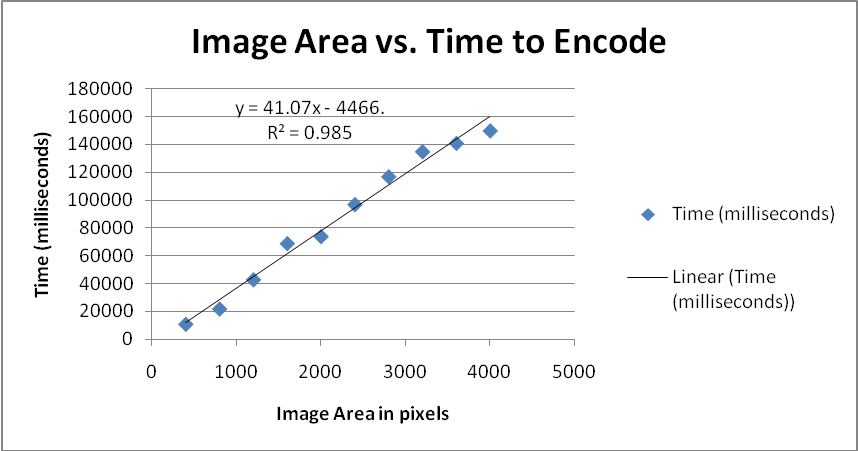 Image Area vs. Time to Encode
180000
160000
140000
120000
100000
80000
60000
40000
20000
0
Time (milliseconds)
y = 41.07x - 4466.
R² = 0.985
0 1000 2000 3000 4000 5000
Image Area in pixels
Time (milliseconds)
Linear (Time
(milliseconds))